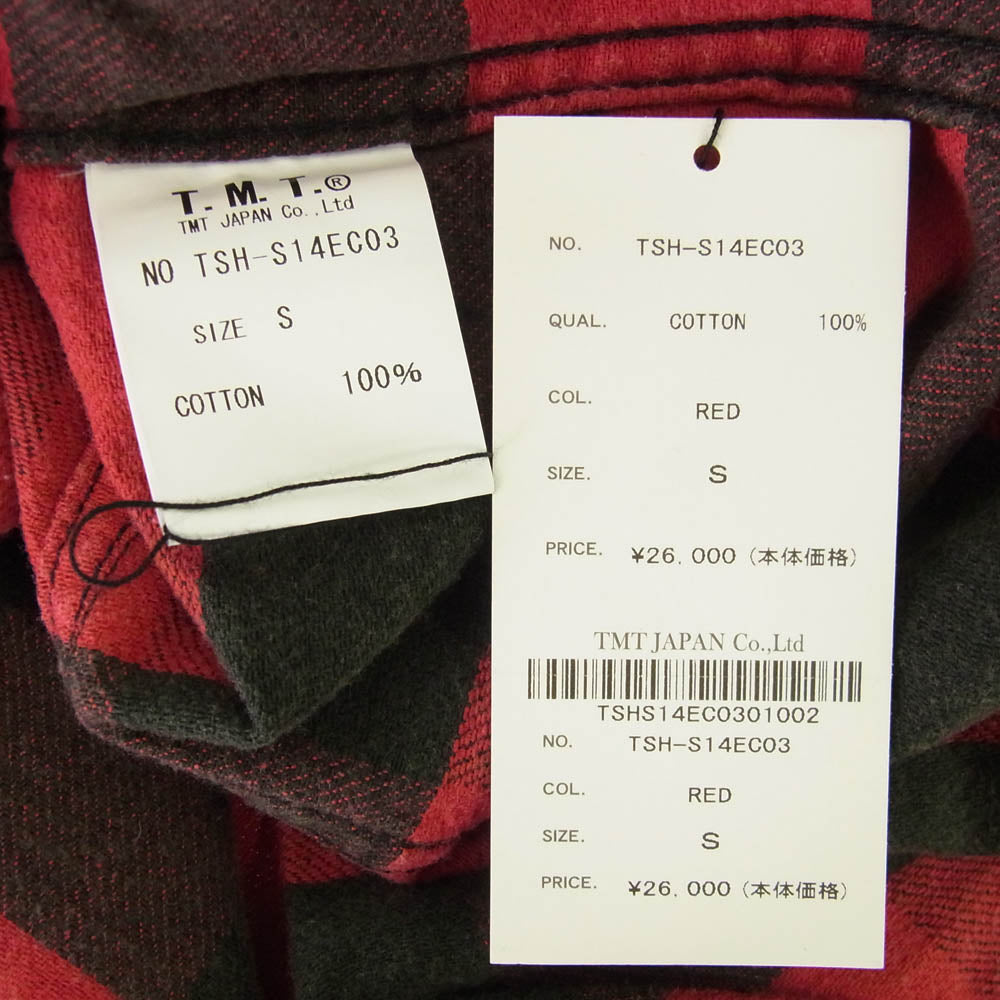 T. M. T.®
TMT JAPAN Co.,Ltd
NO TSH-S14EC03
SIZE S
COTTON 100%
NO. TSH-S14EC03
QUAL. COTTON 100%
COL. RED
SIZE. S
PRICE. ¥26,000 (本体価格)
TMT JAPAN Co.,Ltd
TSHS14EC0301002
NO. TSH-S14EC03
COL. RED
SIZE. S
PRICE. ¥26,000 (本体価格)